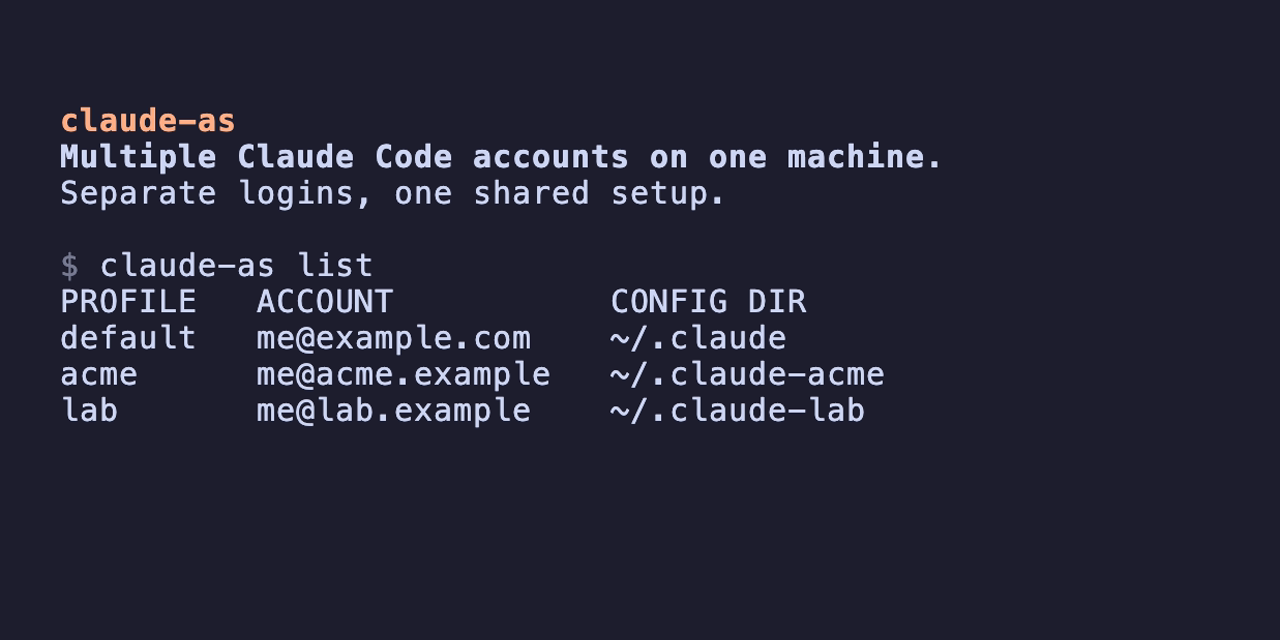 claude-as
Multiple Claude Code accounts on one machine.
Separate logins, one shared setup.
$ claude-as list
PROFILE   ACCOUNT           CONFIG DIR
default   me@example.com    ~/.claude
acme      me@acme.example   ~/.claude-acme
lab       me@lab.example    ~/.claude-lab